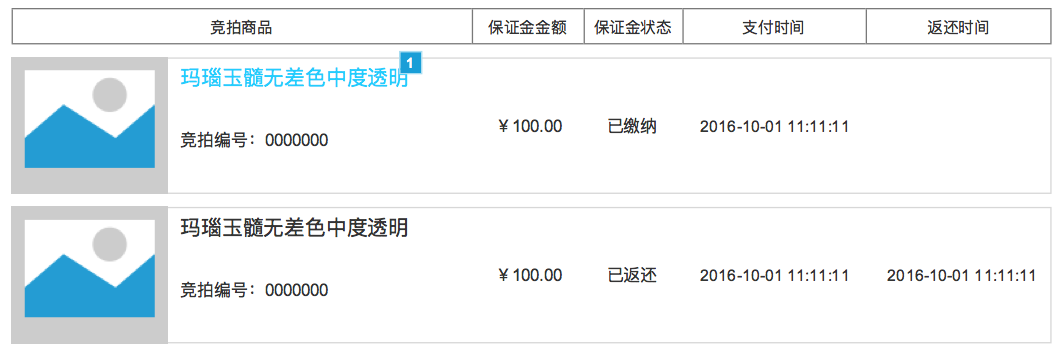 竞拍商品 保证金金额 保证金状态 支付时间 返还时间
玛瑙玉髓无差色中度透明 1
竞拍编号：0000000 ¥ 100.00 已缴纳 2016-10-01 11:11:11
玛瑙玉髓无差色中度透明
竞拍编号：0000000 ¥ 100.00 已返还 2016-10-01 11:11:11 2016-10-01 11:11:11